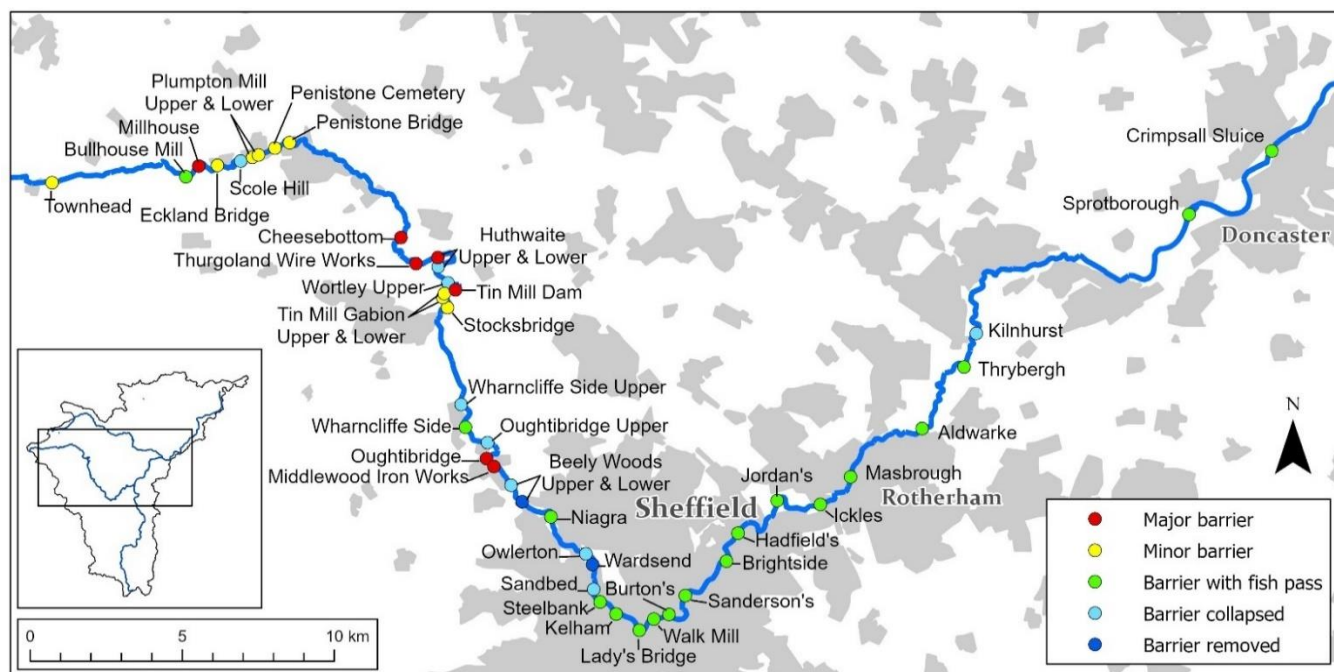 Plumpton Mill
Upper & Lower
Penistone Cemetery
Penistone Bridge
Millhouse
Bullhouse Mill
Townhead
Eckland Bridge
Scole Hill
Cheesebottom
Thurgoland Wire Works
Huthwaite
Upper & Lower
Wortley Upper
Tin Mill Dam
Tin Mill Gabion
Upper & Lower
Stocksbridge
Wharncliffe Side Upper
Wharncliffe Side
Oughtibridge Upper
Oughtibridge
Middlewood Iron Works
Beely Woods
Upper & Lower
Niagra
Owlerton
Wardsend
Sandbed
Steelbank
Kelham
Lady's Bridge
Walk Mill
Burton's
Sanderson's
Brightside
Hadfield's
Jordan's
Sheffield
Ickles
Masbrough
Rotherham
Aldwarke
Thrybergh
Kilnhurst
Sprotborough
Crimpsall Sluice
Doncaster
N
Major barrier
Minor barrier
Barrier with fish pass
Barrier collapsed
Barrier removed
0 5 10 km